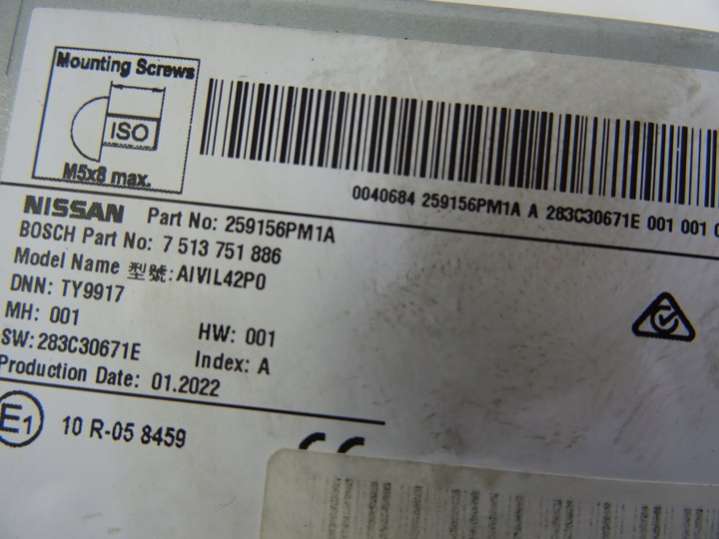 Mounting Screws
ISO
M5x8 max.
0040684 259156PM1A A 283C30671E 001 001
NISSAN Part No: 259156PM1A
BOSCH Part No: 7 513 751 886
Model Name 型號:AIVIL42P0
DNN: TY9917
MH: 001 HW: 001
SW:283C30671E Index: A
Production Date: 01.2022
E1 10 R-05 8459
CE